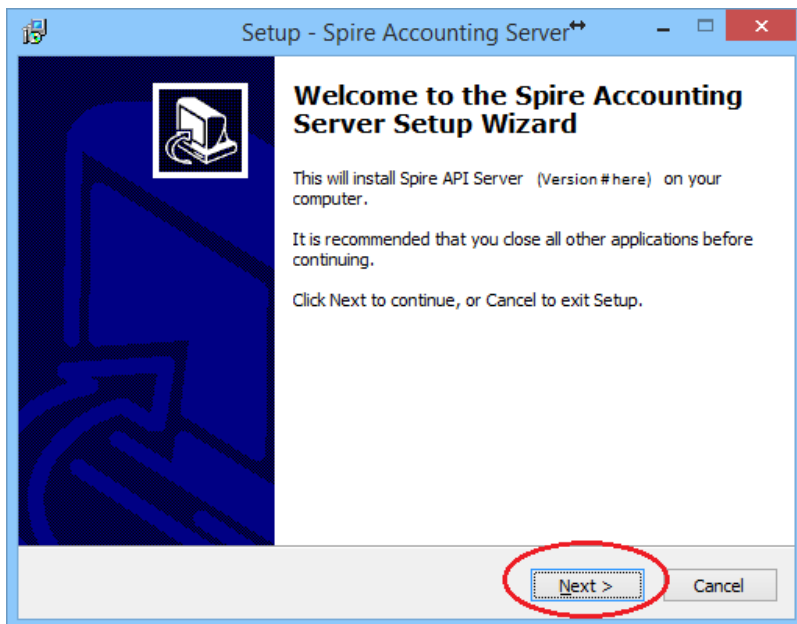 Setup - Spire Accounting Server
Welcome to the Spire Accounting
Server Setup Wizard
This will install Spire API Server (Version # here) on your
computer.
It is recommended that you close all other applications before
continuing.
Click Next to continue, or Cancel to exit Setup.
Next > Cancel